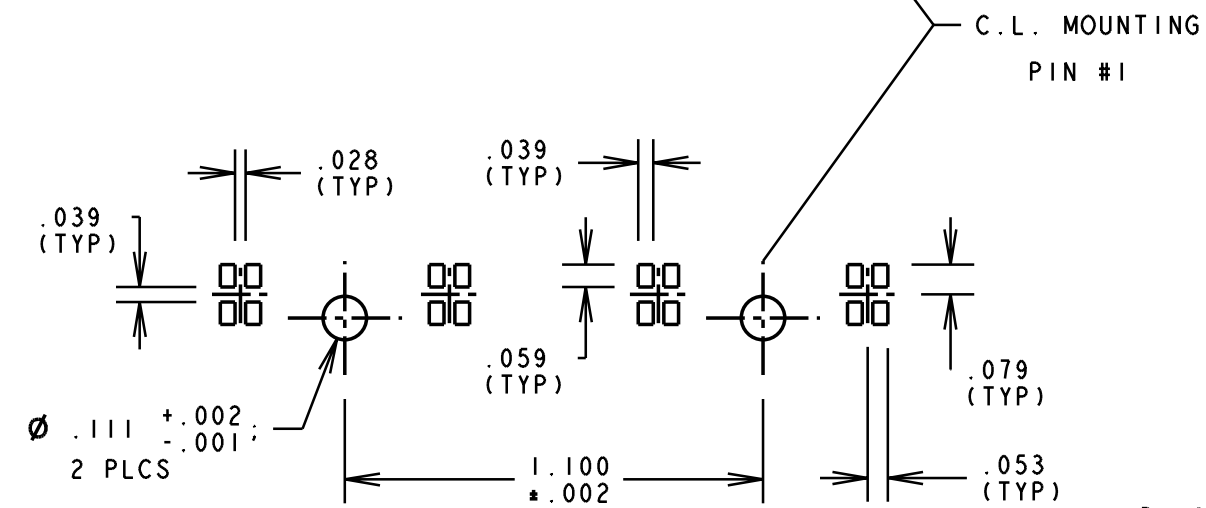 C.L. MOUNTING
PIN #1
.028
(TYP)
.039
(TYP)
.039
(TYP)
.059
(TYP)
.079
(TYP)
Ø .111 +.002
-.001;
2 PLCS
1.100
±.002
.053
(TYP)